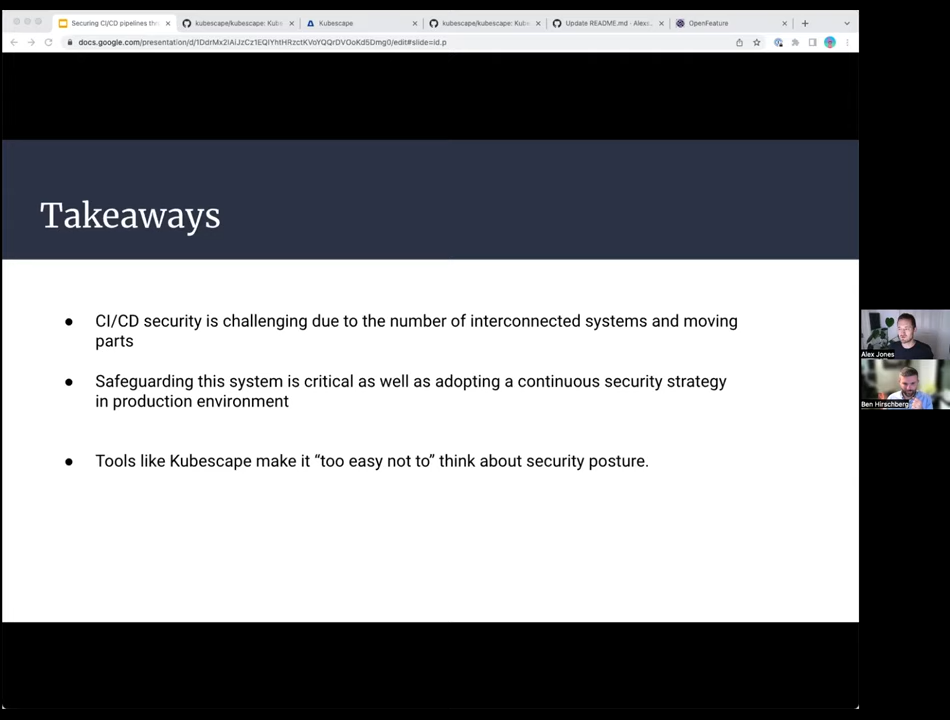 Securing CI/CD pipelines thr
kubescape/kubescape: Kube
Kubescape
kubescape/kubescape: Kube
Update README.md · Alex
OpenFeature
Takeaways
● CI/CD security is challenging due to the number of interconnected systems and moving
parts
● Safeguarding this system is critical as well as adopting a continuous security strategy
in production environment
● Tools like Kubescape make it “too easy not to” think about security posture.
Alex Jones
Ben Hirschberg